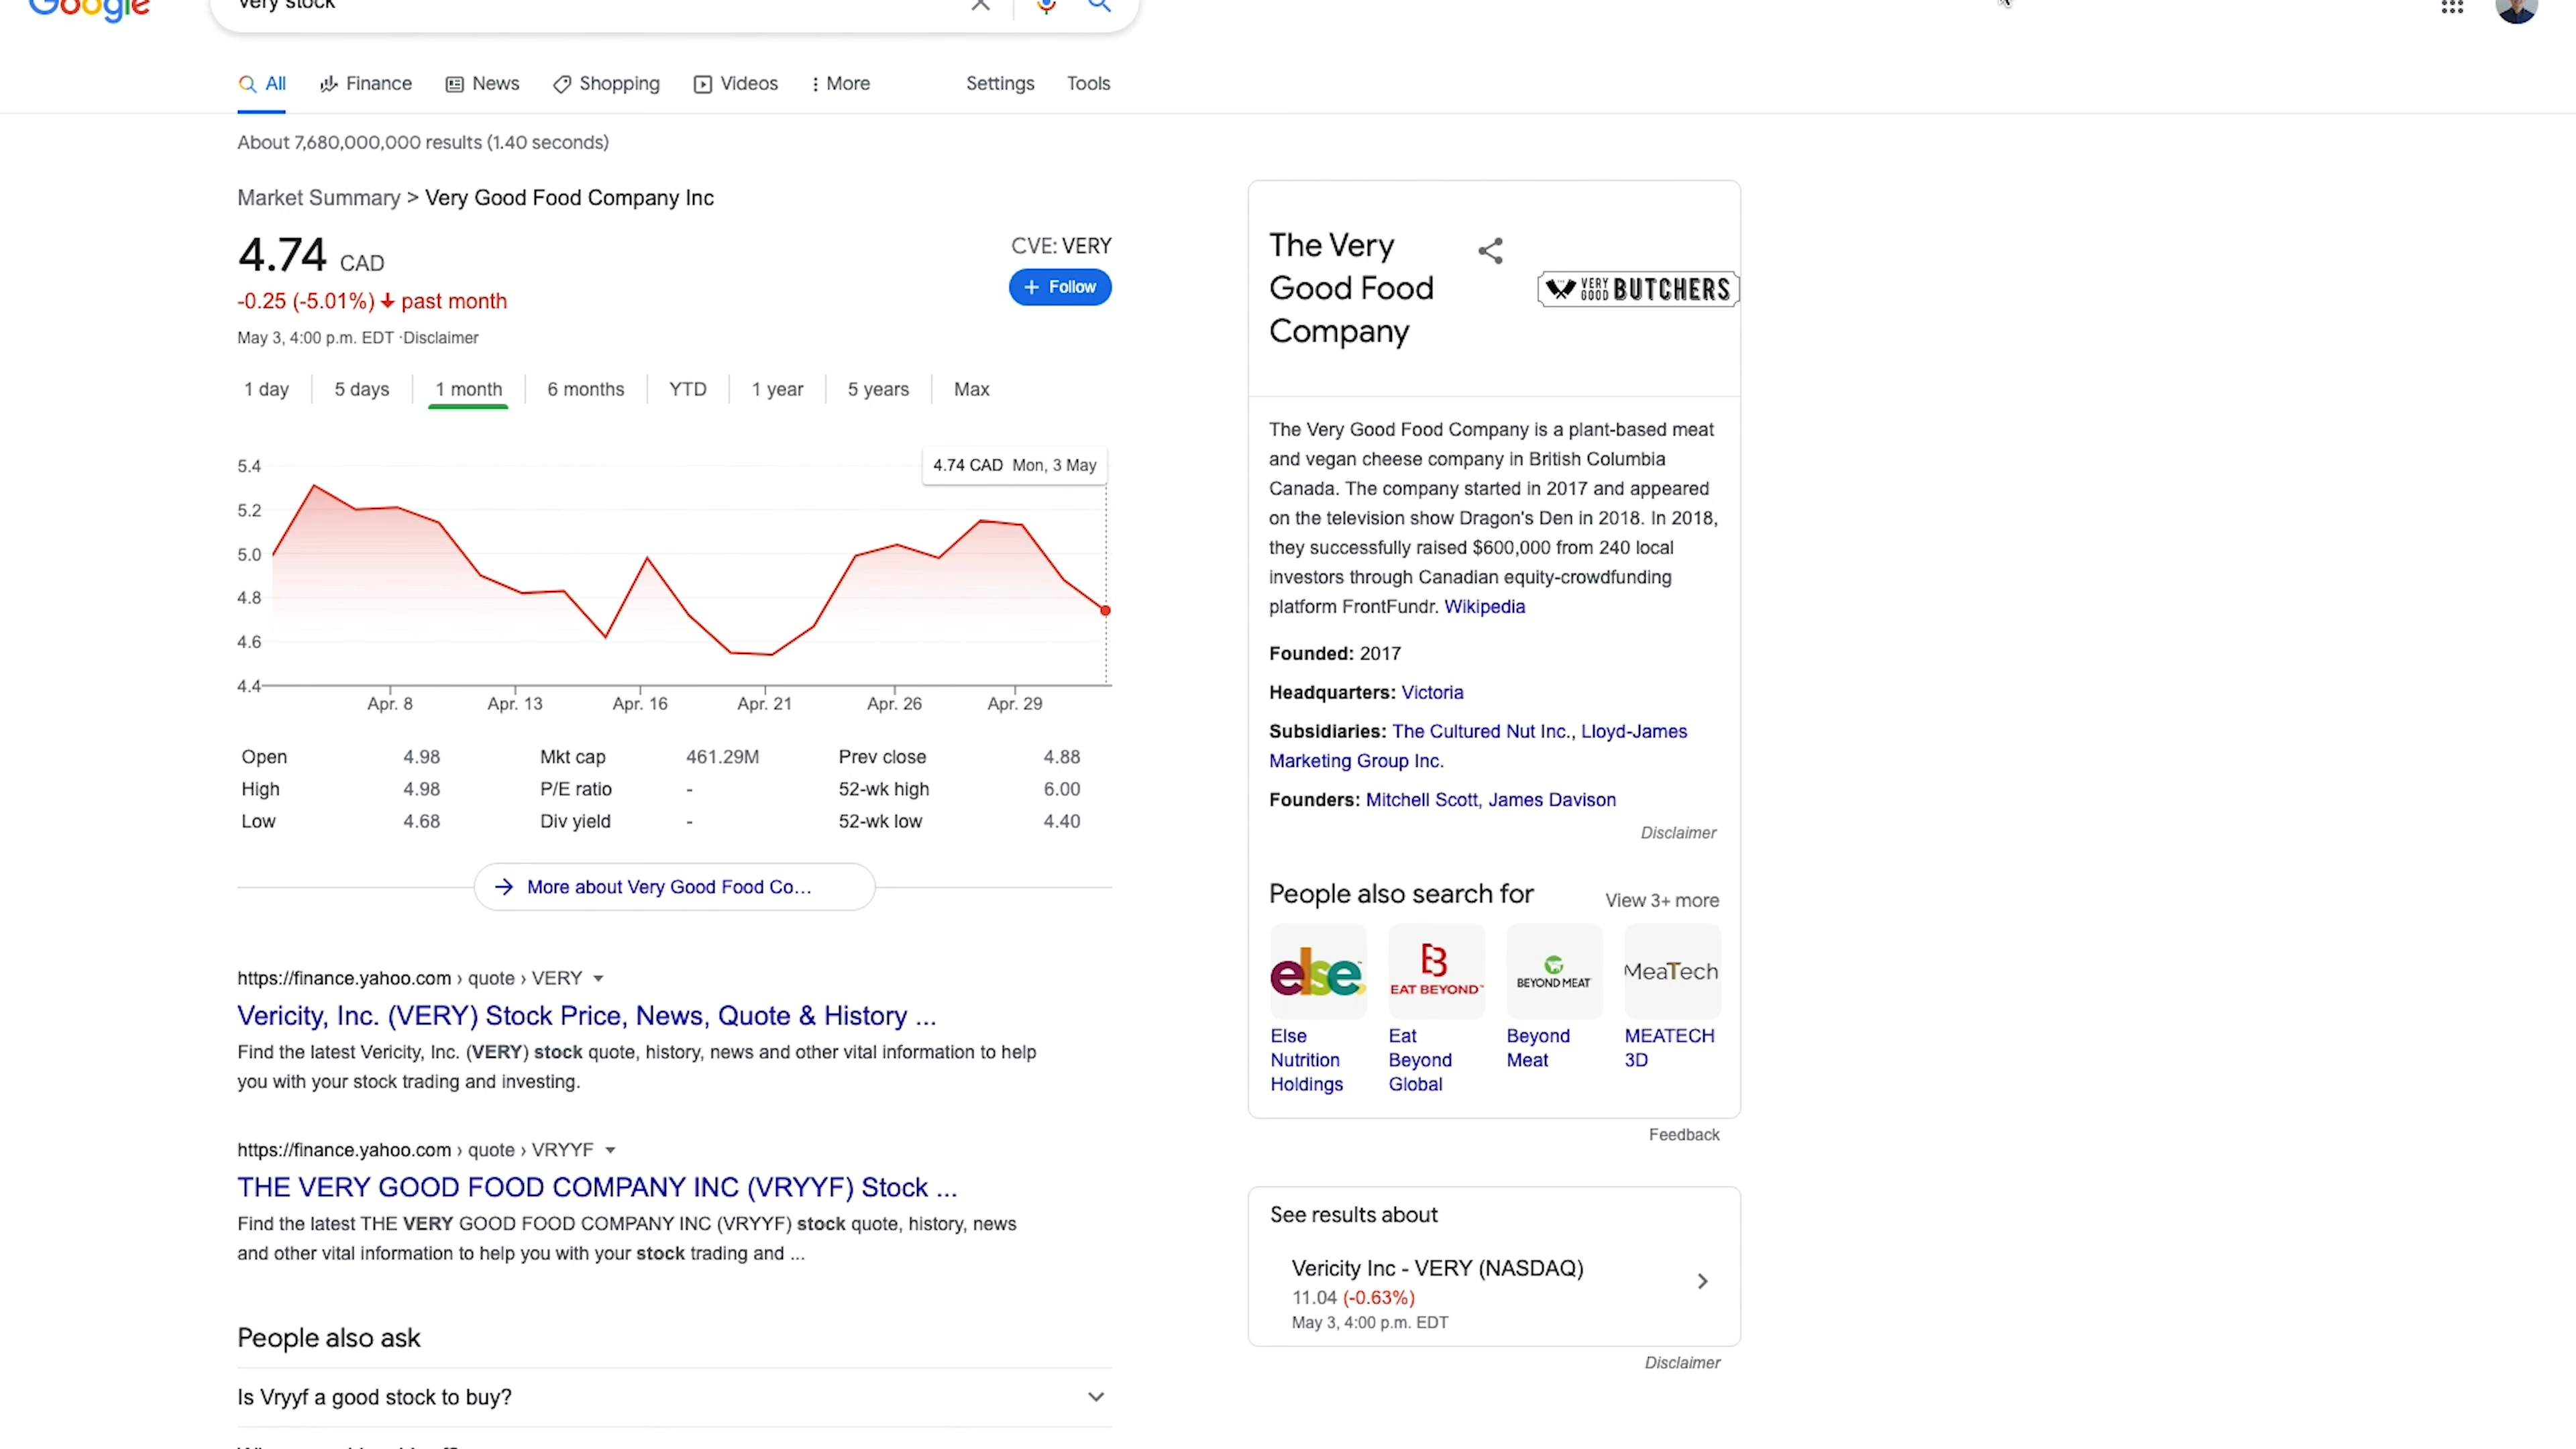 Google
very stock
All
Finance
News
Shopping
Videos
More
Settings
Tools
About 7,680,000,000 results (1.40 seconds)
Market Summary > Very Good Food Company Inc
4.74 CAD
CVE: VERY
-0.25 (-5.01%) past month
+ Follow
May 3, 4:00 p.m. EDT ·Disclaimer
1 day
5 days
1 month
6 months
YTD
1 year
5 years
Max
4.74 CAD Mon, 3 May
5.4
5.2
5.0
4.8
4.6
4.4
Apr. 8
Apr. 13
Apr. 16
Apr. 21
Apr. 26
Apr. 29
Open 4.98 Mkt cap 461.29M Prev close 4.88
High 4.98 P/E ratio - 52-wk high 6.00
Low 4.68 Div yield - 52-wk low 4.40
More about Very Good Food Co...
https://finance.yahoo.com › quote › VERY
Vericity, Inc. (VERY) Stock Price, News, Quote & History ...
Find the latest Vericity, Inc. (VERY) stock quote, history, news and other vital information to help
you with your stock trading and investing.
https://finance.yahoo.com › quote › VRYYF
THE VERY GOOD FOOD COMPANY INC (VRYYF) Stock ...
Find the latest THE VERY GOOD FOOD COMPANY INC (VRYYF) stock quote, history, news
and other vital information to help you with your stock trading and ...
People also ask
Is Vryyf a good stock to buy?
The Very
Good Food
Company
VERY GOOD BUTCHERS
The Very Good Food Company is a plant-based meat
and vegan cheese company in British Columbia
Canada. The company started in 2017 and appeared
on the television show Dragon's Den in 2018. In 2018,
they successfully raised $600,000 from 240 local
investors through Canadian equity-crowdfunding
platform FrontFundr. Wikipedia
Founded: 2017
Headquarters: Victoria
Subsidiaries: The Cultured Nut Inc., Lloyd-James
Marketing Group Inc.
Founders: Mitchell Scott, James Davison
Disclaimer
People also search for
View 3+ more
else
EAT BEYOND
BEYOND MEAT
MeaTech
Else
Nutrition
Holdings
Eat
Beyond
Global
Beyond
Meat
MEATECH
3D
Feedback
See results about
Vericity Inc - VERY (NASDAQ)
11.04 (-0.63%)
May 3, 4:00 p.m. EDT
Disclaimer